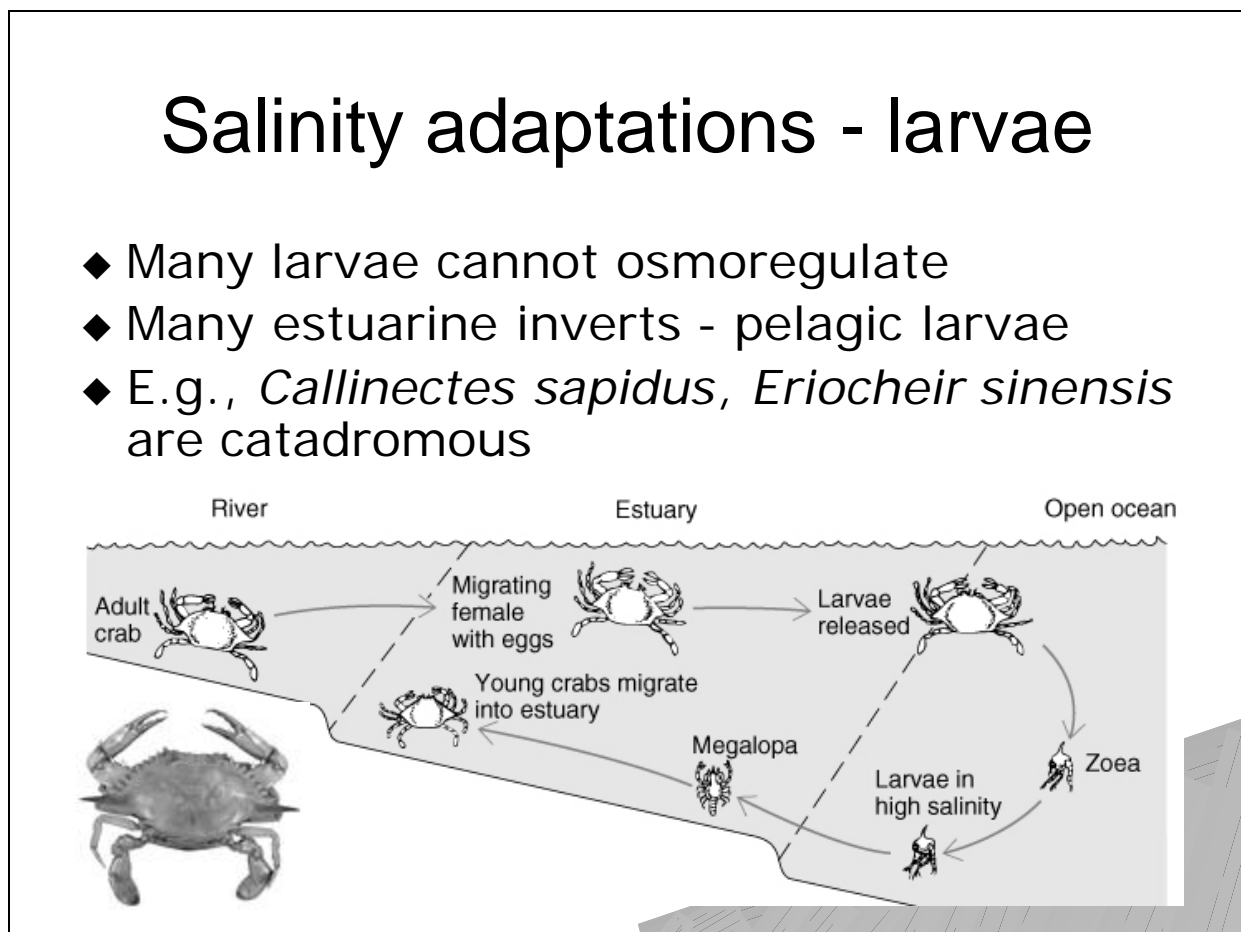 Salinity adaptations - larvae
◆ Many larvae cannot osmoregulate
◆ Many estuarine inverts - pelagic larvae
◆ E.g., Callinectes sapidus, Eriocheir sinensis
are catadromous
River
Estuary
Open ocean
Adult
crab
Migrating
female
with eggs
Larvae
released
Young crabs migrate
into estuary
Megalopa
Larvae in
high salinity
Zoea